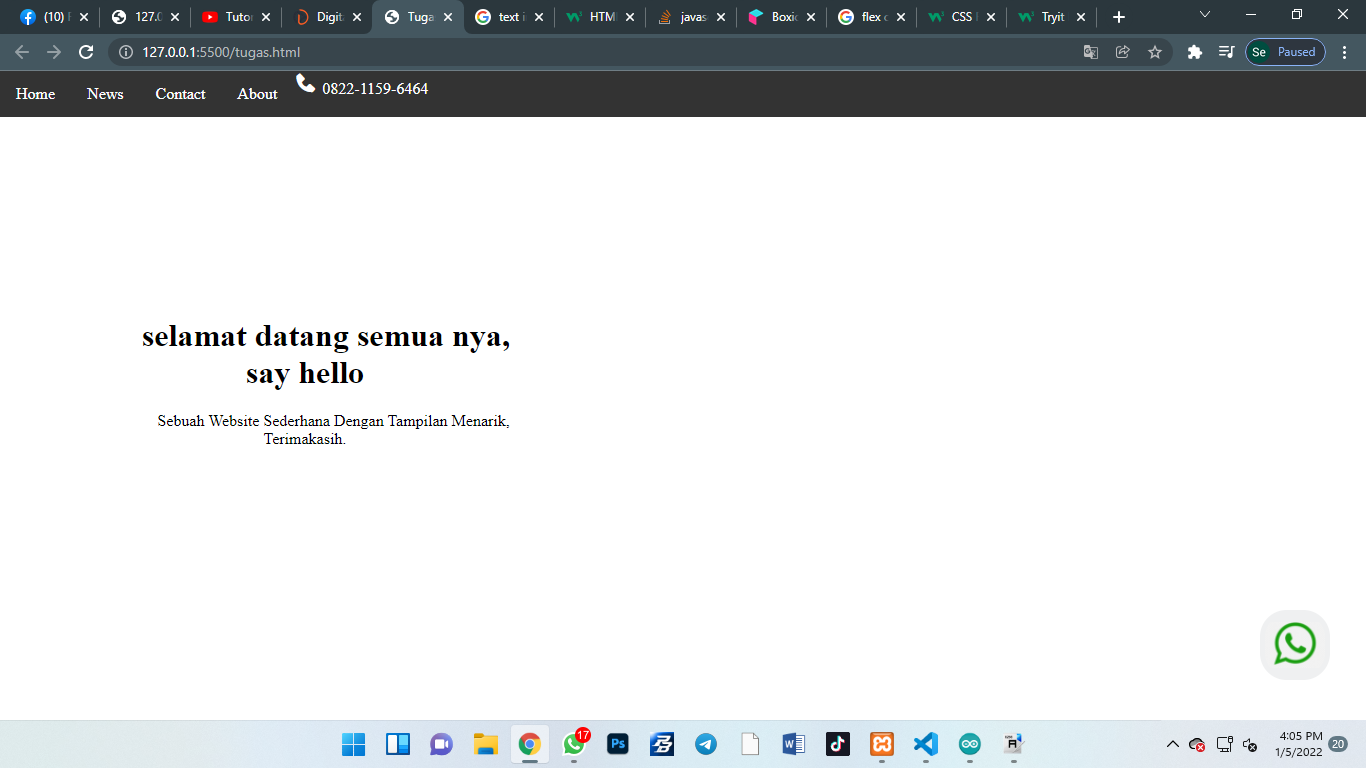 (10) F
127.0
Tuto
Digit
Tuga
text i
HTM
javas
Boxic
flex c
CSS
Tryit
127.0.0.1:5500/tugas.html
Se Paused
Home News Contact About 0822-1159-6464
selamat datang semua nya,
say hello
Sebuah Website Sederhana Dengan Tampilan Menarik,
Terimakasih.
17
Ps
4:05 PM
1/5/2022
20